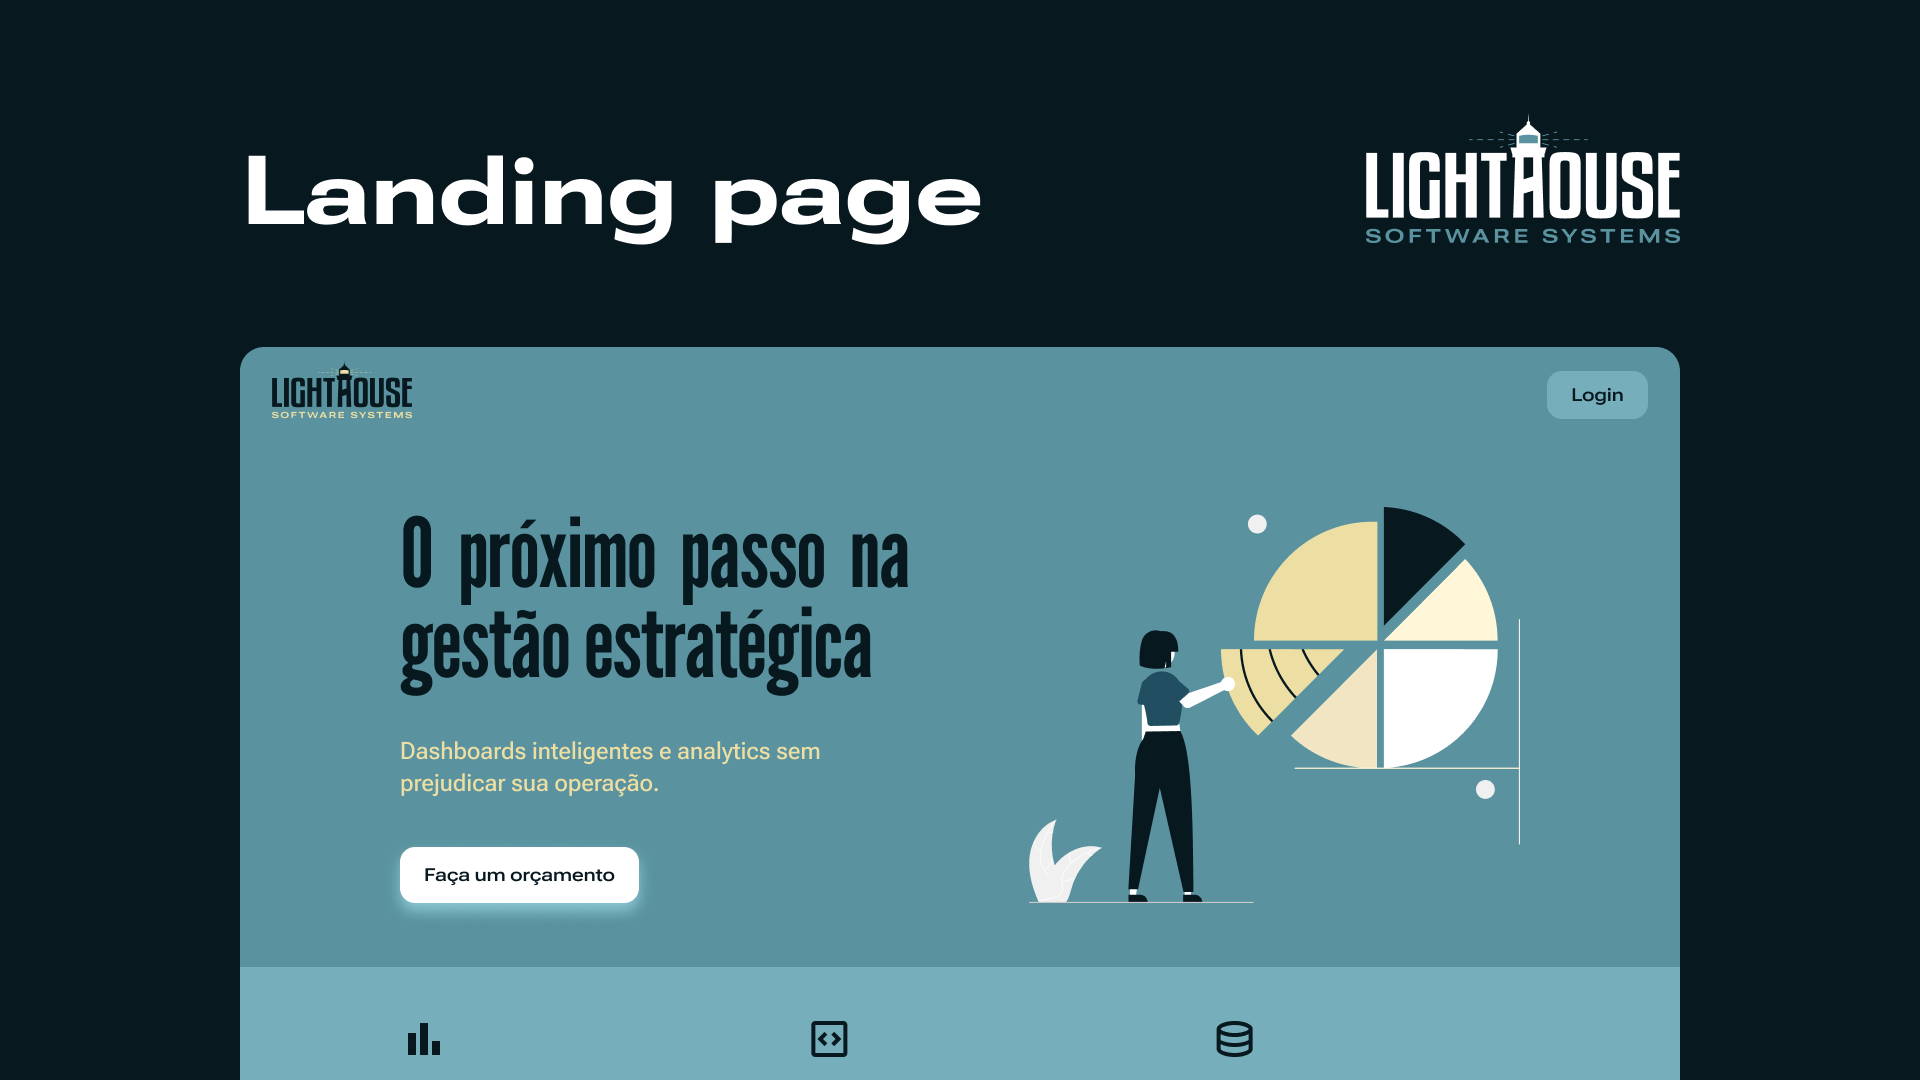 Landing page
LIGHTHOUSE
SOFTWARE SYSTEMS
LIGHTHOUSE
SOFTWARE SYSTEMS
Login
O próximo passo na
gestão estratégica
Dashboards inteligentes e analytics sem
prejudicar sua operação.
Faça um orçamento